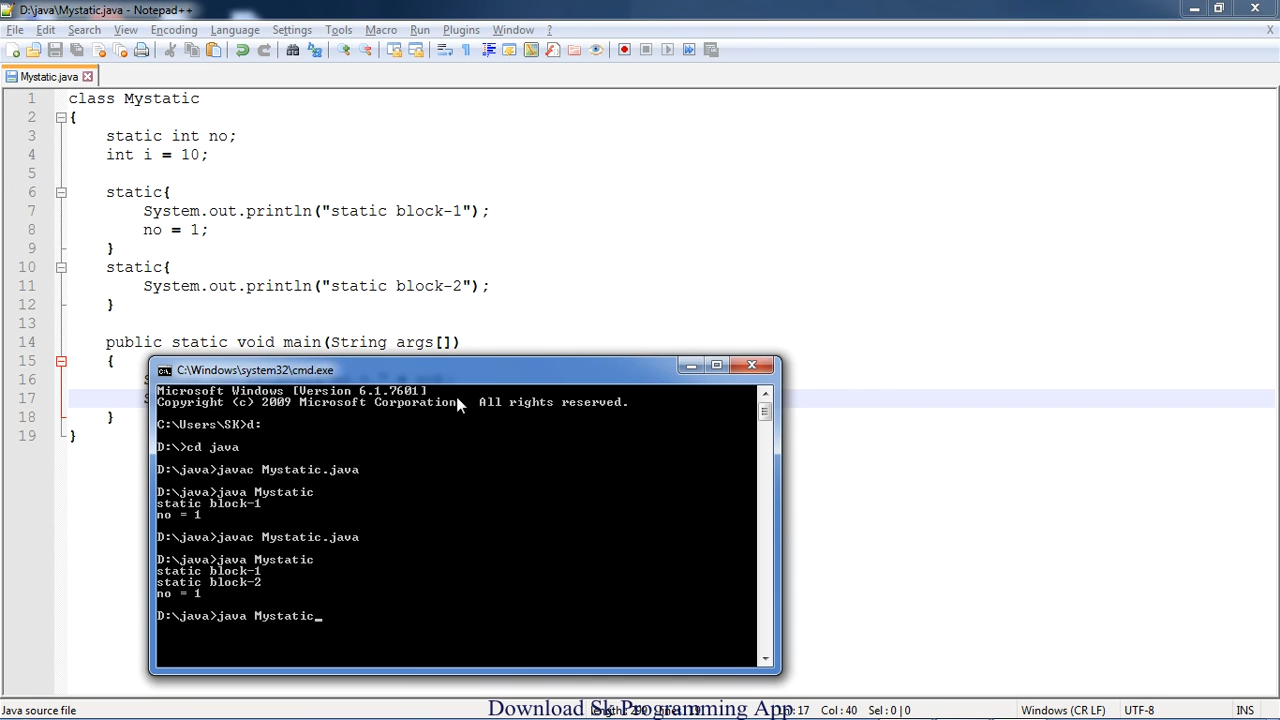 D:\java\Mystatic.java - Notepad++
File Edit Search View Encoding Language Settings Tools Macro Run Plugins Window ? X
Mystatic.java
1 class Mystatic
2 {
3 static int no;
4 int i = 10;
5
6 static{
7 System.out.println("static block-1");
8 no = 1;
9 }
10 static{
11 System.out.println("static block-2");
12 }
13
14 public static void main(String args[])
15 {
16
17
18 }
19 }
C:\Windows\system32\cmd.exe
Microsoft Windows [Version 6.1.7601]
Copyright (c) 2009 Microsoft Corporation. All rights reserved.
C:\Users\SK>d:
D:\>cd java
D:\java>javac Mystatic.java
D:\java>java Mystatic
static block-1
no = 1
D:\java>javac Mystatic.java
D:\java>java Mystatic
static block-1
static block-2
no = 1
D:\java>java Mystatic_
Java source file Col : 40 Sel : 0 | 0 Windows (CR LF) UTF-8 INS
Download Sk Programming App